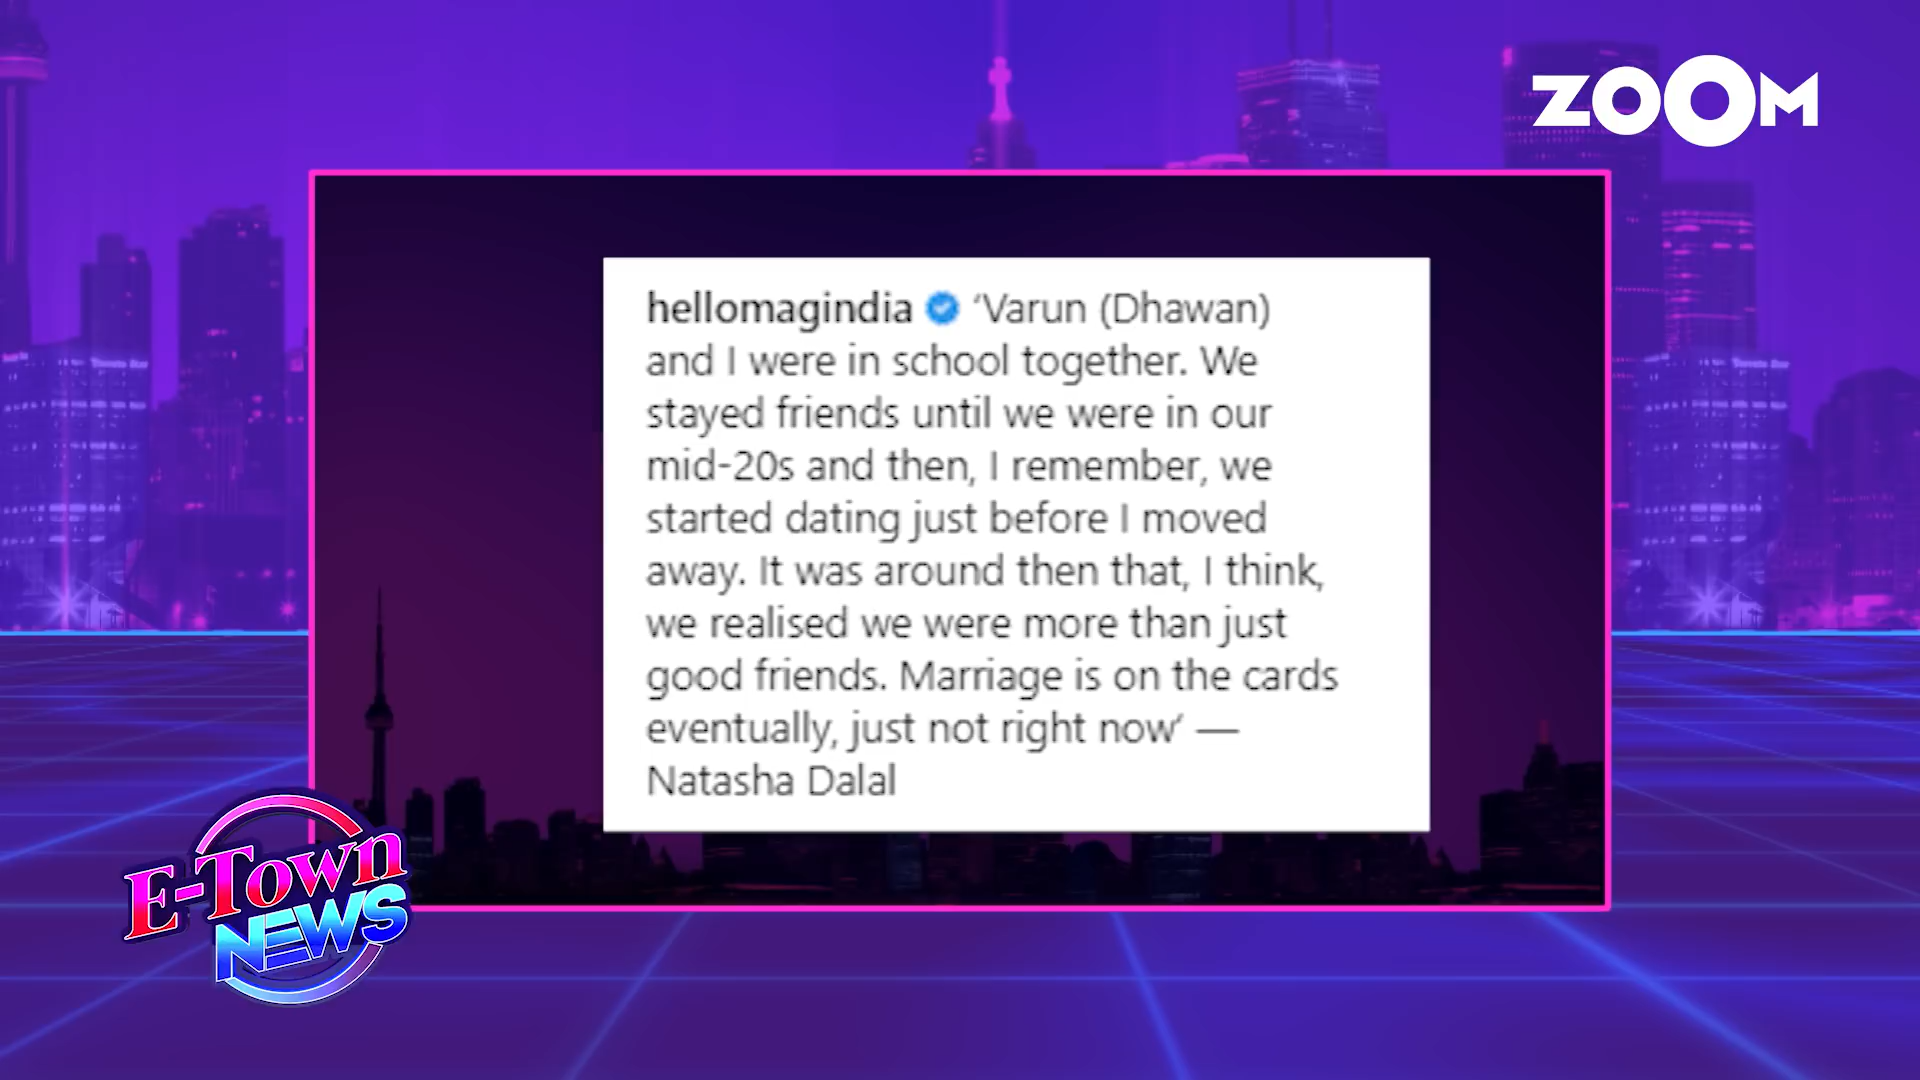 ZOOM
hellomagindia ‘Varun (Dhawan)
and I were in school together. We
stayed friends until we were in our
mid-20s and then, I remember, we
started dating just before I moved
away. It was around then that, I think,
we realised we were more than just
good friends. Marriage is on the cards
eventually, just not right now’ —
Natasha Dalal
E-Town
NEWS